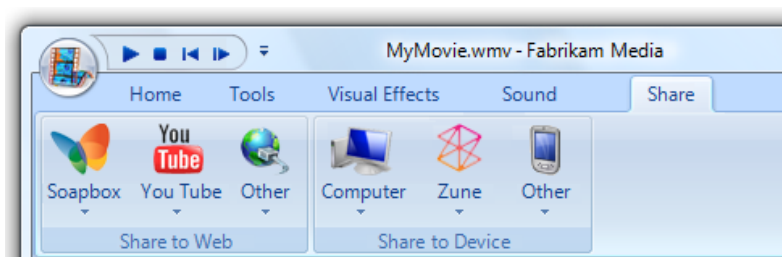 MyMovie.wmv - Fabrikam Media
Home Tools Visual Effects Sound Share
You
Tube
Soapbox You Tube Other Computer Zune Other
Share to Web Share to Device